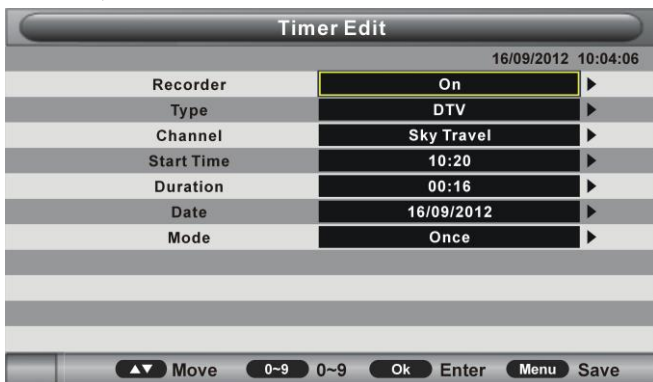 Timer Edit
16/09/2012 10:04:06
Recorder On
Type DTV
Channel Sky Travel
Start Time 10:20
Duration 00:16
Date 16/09/2012
Mode Once
Move 0~9 0~9 Ok Enter Menu Save